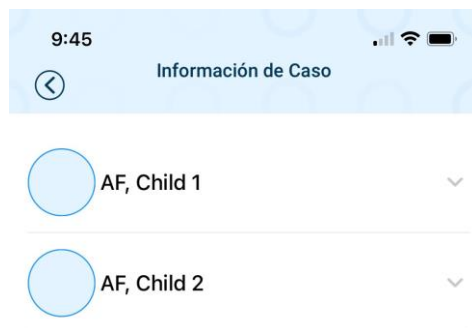 9:45
Información de Caso
AF, Child 1
AF, Child 2